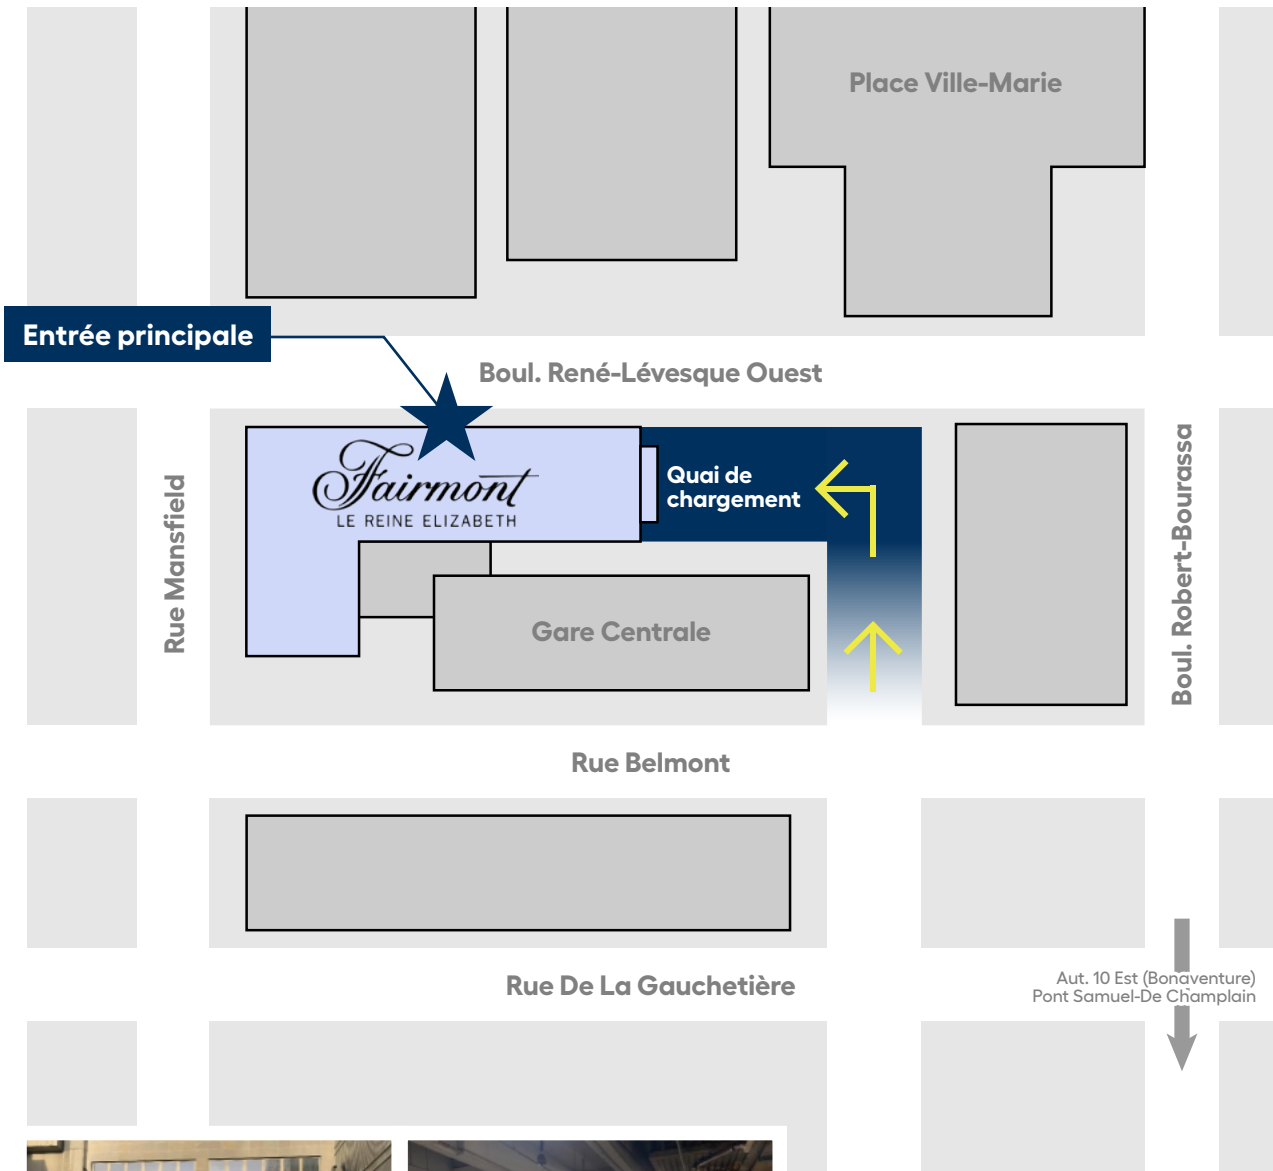 Place Ville-Marie
Entrée principale
Boul. René-Lévesque Ouest
Fairmont
LE REINE ELIZABETH
Quai de
chargement
Rue Mansfield
Boul. Robert-Bourassa
Gare Centrale
Rue Belmont
Rue De La Gauchetière
Aut. 10 Est (Bonaventure)
Pont Samuel-De Champlain